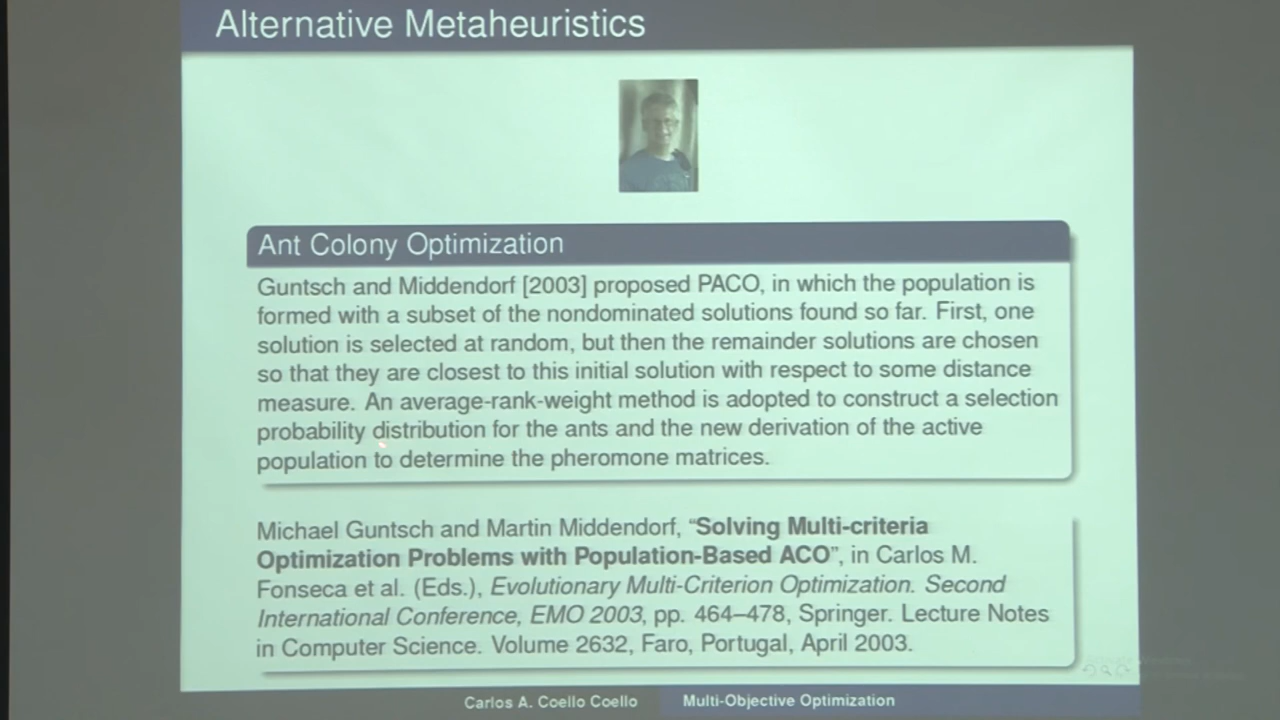 Alternative Metaheuristics
Ant Colony Optimization
Guntsch and Middendorf [2003] proposed PACO, in which the population is
formed with a subset of the nondominated solutions found so far. First, one
solution is selected at random, but then the remainder solutions are chosen
so that they are closest to this initial solution with respect to some distance
measure. An average-rank-weight method is adopted to construct a selection
probability distribution for the ants and the new derivation of the active
population to determine the pheromone matrices.
Michael Guntsch and Martin Middendorf, “Solving Multi-criteria
Optimization Problems with Population-Based ACO”, in Carlos M.
Fonseca et al. (Eds.), Evolutionary Multi-Criterion Optimization. Second
International Conference, EMO 2003, pp. 464–478, Springer. Lecture Notes
in Computer Science. Volume 2632, Faro, Portugal, April 2003.
Carlos A. Coello Coello Multi-Objective Optimization